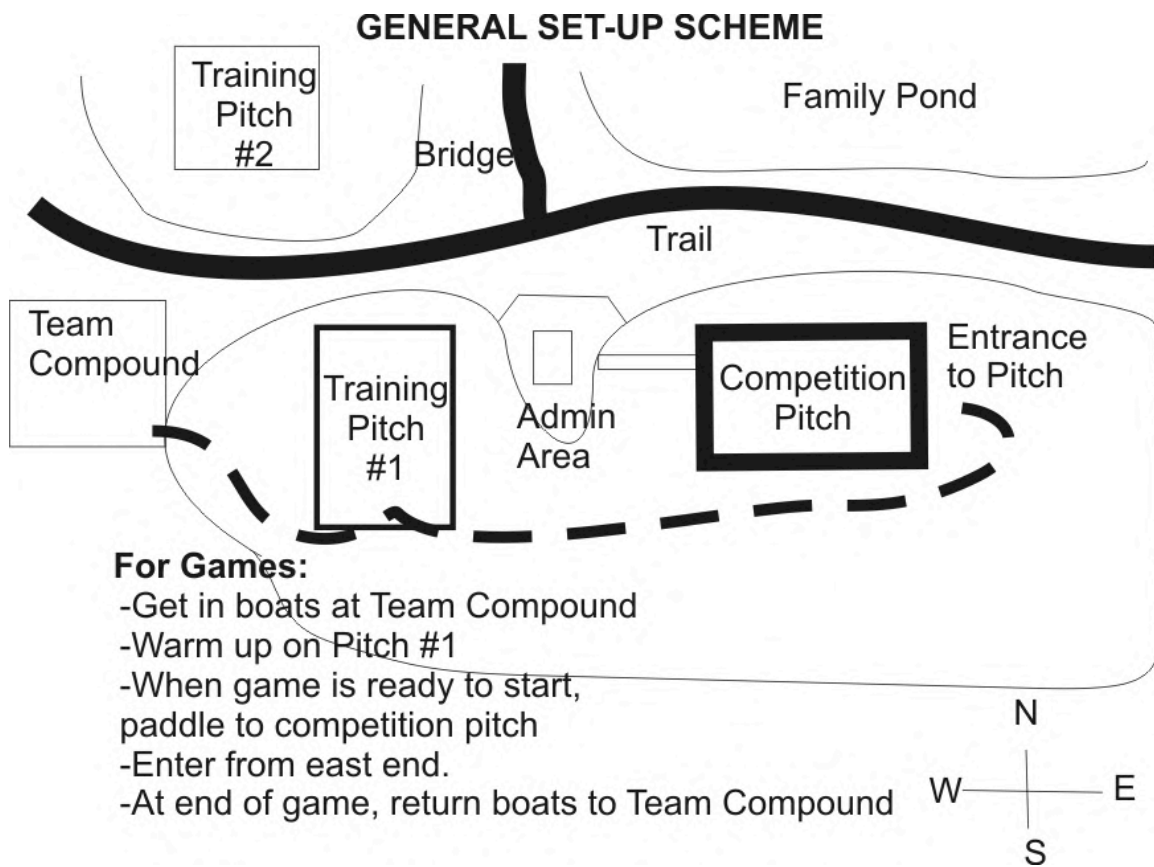 GENERAL SET-UP SCHEME
Training
Pitch
#2
Bridge
Family Pond
Trail
Team
Compound
Training
Pitch
#1
Admin
Area
Competition
Pitch
Entrance
to Pitch
For Games:
-Get in boats at Team Compound
-Warm up on Pitch #1
-When game is ready to start,
paddle to competition pitch
-Enter from east end.
-At end of game, return boats to Team Compound
N
W
E
S